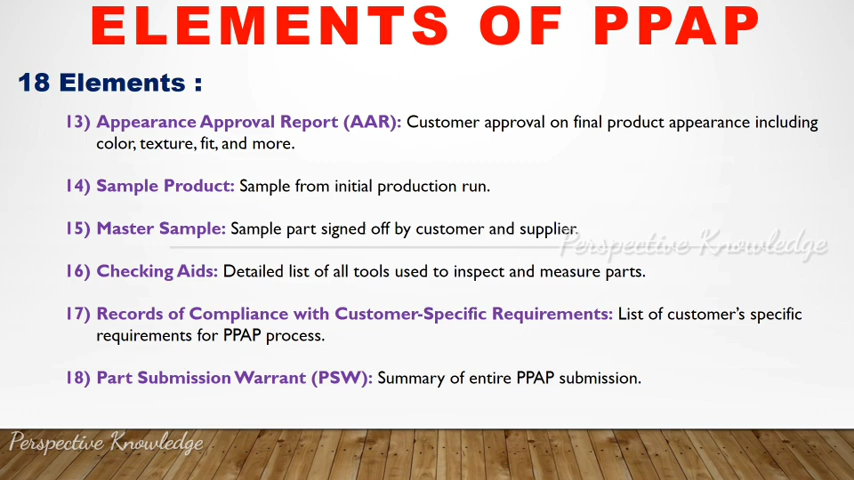 ELEMENTS OF PPAP
18 Elements :
13) Appearance Approval Report (AAR): Customer approval on final product appearance including
color, texture, fit, and more.
14) Sample Product: Sample from initial production run.
15) Master Sample: Sample part signed off by customer and supplier.
Perspective Knowledge
16) Checking Aids: Detailed list of all tools used to inspect and measure parts.
17) Records of Compliance with Customer-Specific Requirements: List of customer’s specific
requirements for PPAP process.
18) Part Submission Warrant (PSW): Summary of entire PPAP submission.
Perspective Knowledge